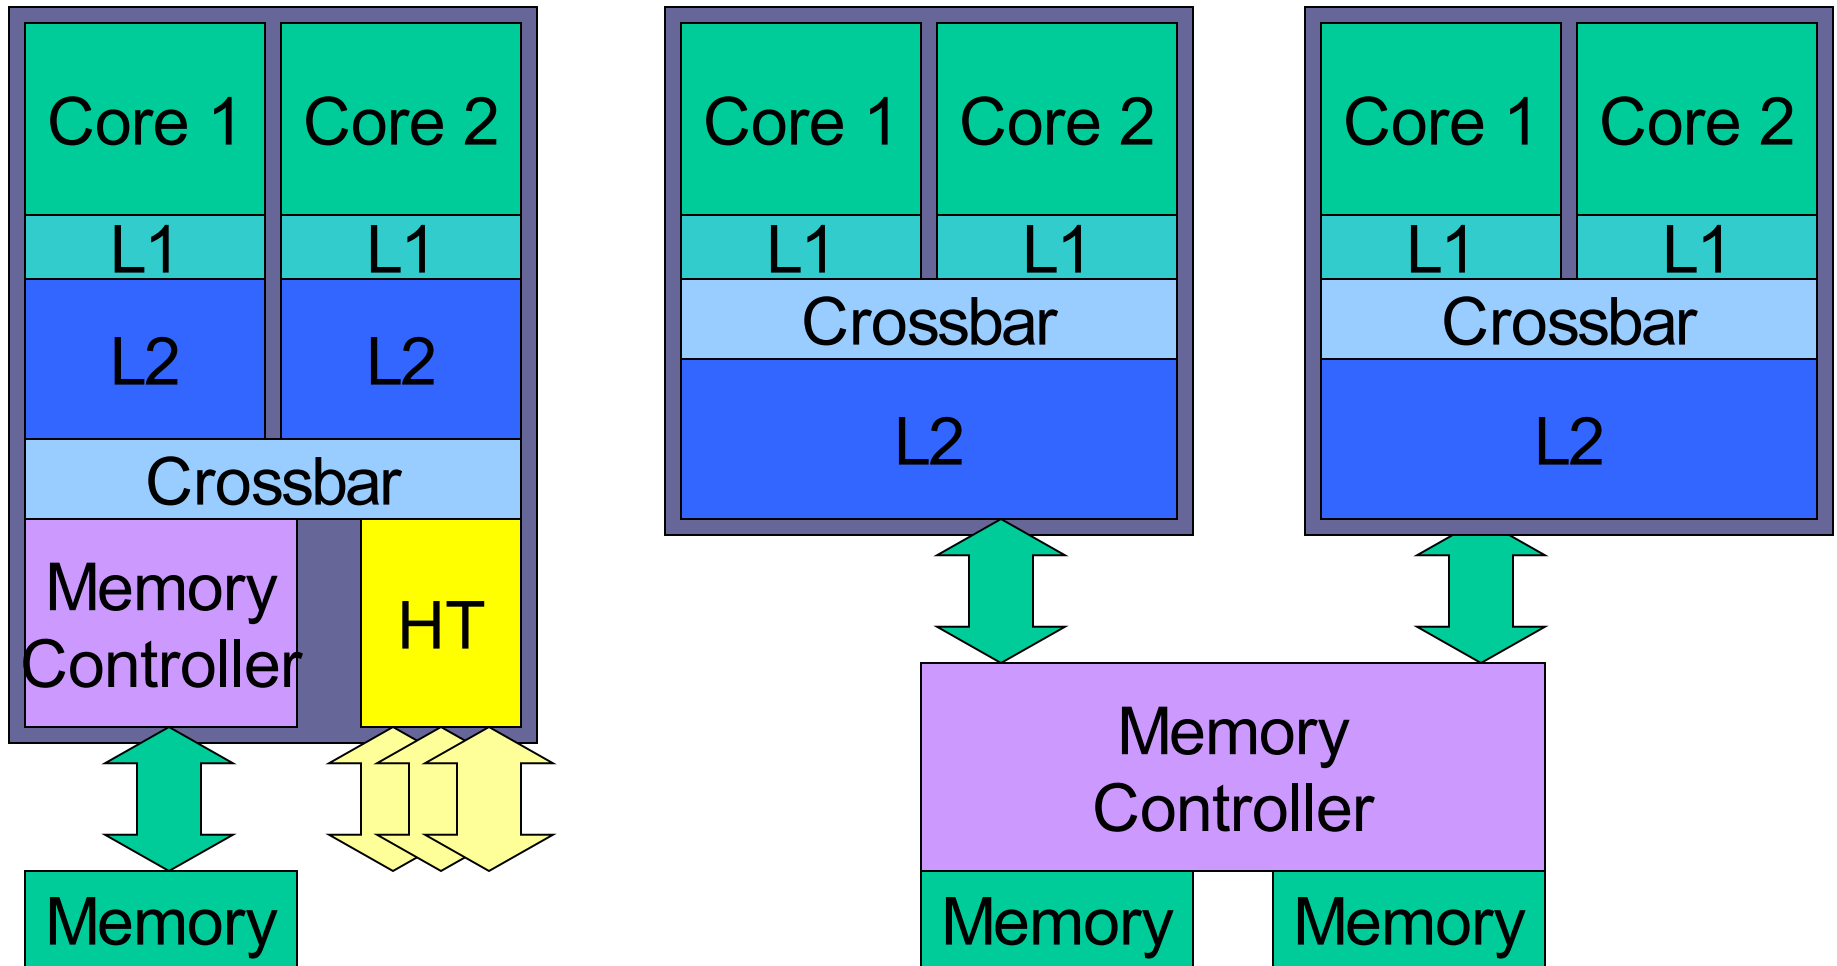 Core 1
Core 2
L1
L1
L2
L2
Crossbar
Memory
Controller
HT
Memory
Core 1
Core 2
L1
L1
Crossbar
L2
Core 1
Core 2
L1
L1
Crossbar
L2
Memory
Controller
Memory
Memory